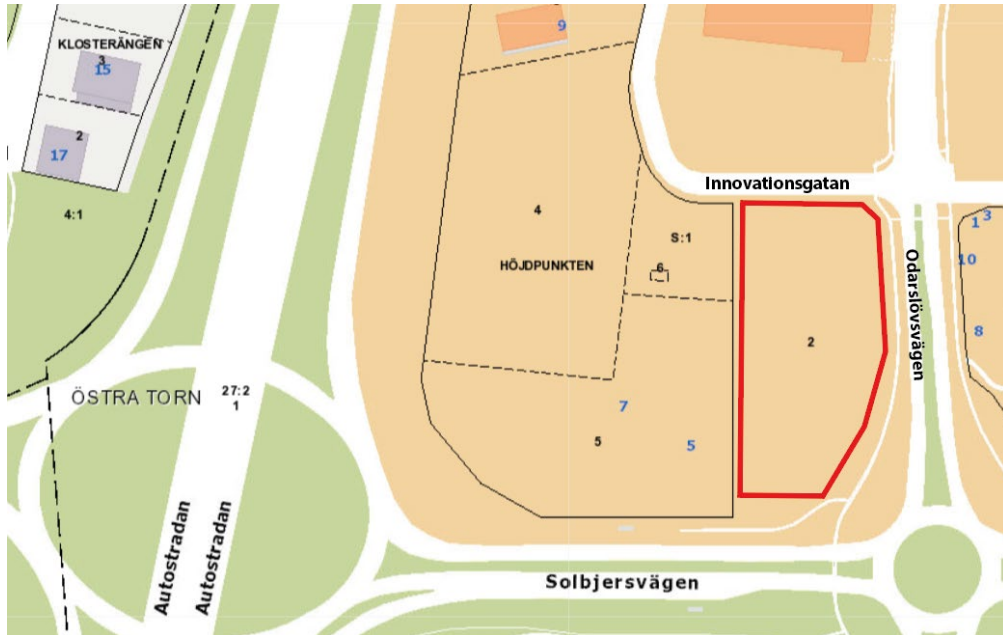 9
KLOSTERÄNGEN
3
15
2
17
4:1
Innovationsgatan
4
S:1
HÖJDPUNKTEN
6
3
1
10
Odarslövsvägen
8
2
ÖSTRA TORN
27:2
1
7
5
5
Autostradan
Autostradan
Solbjersvägen